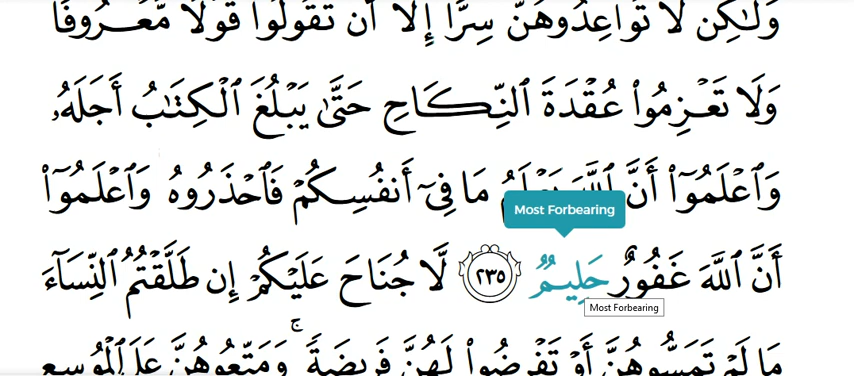 وَلَـٰكِن لَّا تُوَاعِدُوهُنَّ سِرًّا إِلَّآ أَن تَقُولُوا۟ قَوْلًا مَّعْرُوفًا
وَلَا تَعْزِمُوا۟ عُقْدَةَ ٱلنِّكَاحِ حَتَّىٰ يَبْلُغَ ٱلْكِتَـٰبُ أَجَلَهُۥ
وَٱعْلَمُوٓا۟ أَنَّ ٱللَّهَ يَعْلَمُ مَا فِىٓ أَنفُسِكُمْ فَٱحْذَرُوهُ وَٱعْلَمُوٓا۟
Most Forbearing
أَنَّ ٱللَّهَ غَفُورٌ حَلِيمٌ ٢٣٥ لَّا جُنَاحَ عَلَيْكُمْ إِن طَلَّقْتُمُ ٱلنِّسَآءَ
Most Forbearing
مَا لَمْ تَمَسُّوهُنَّ أَوْ تَفْرِضُوا۟ لَهُنَّ فَرِيضَةً ۚ وَمَتِّعُوهُنَّ عَلَى ٱلْمُوسِعِ